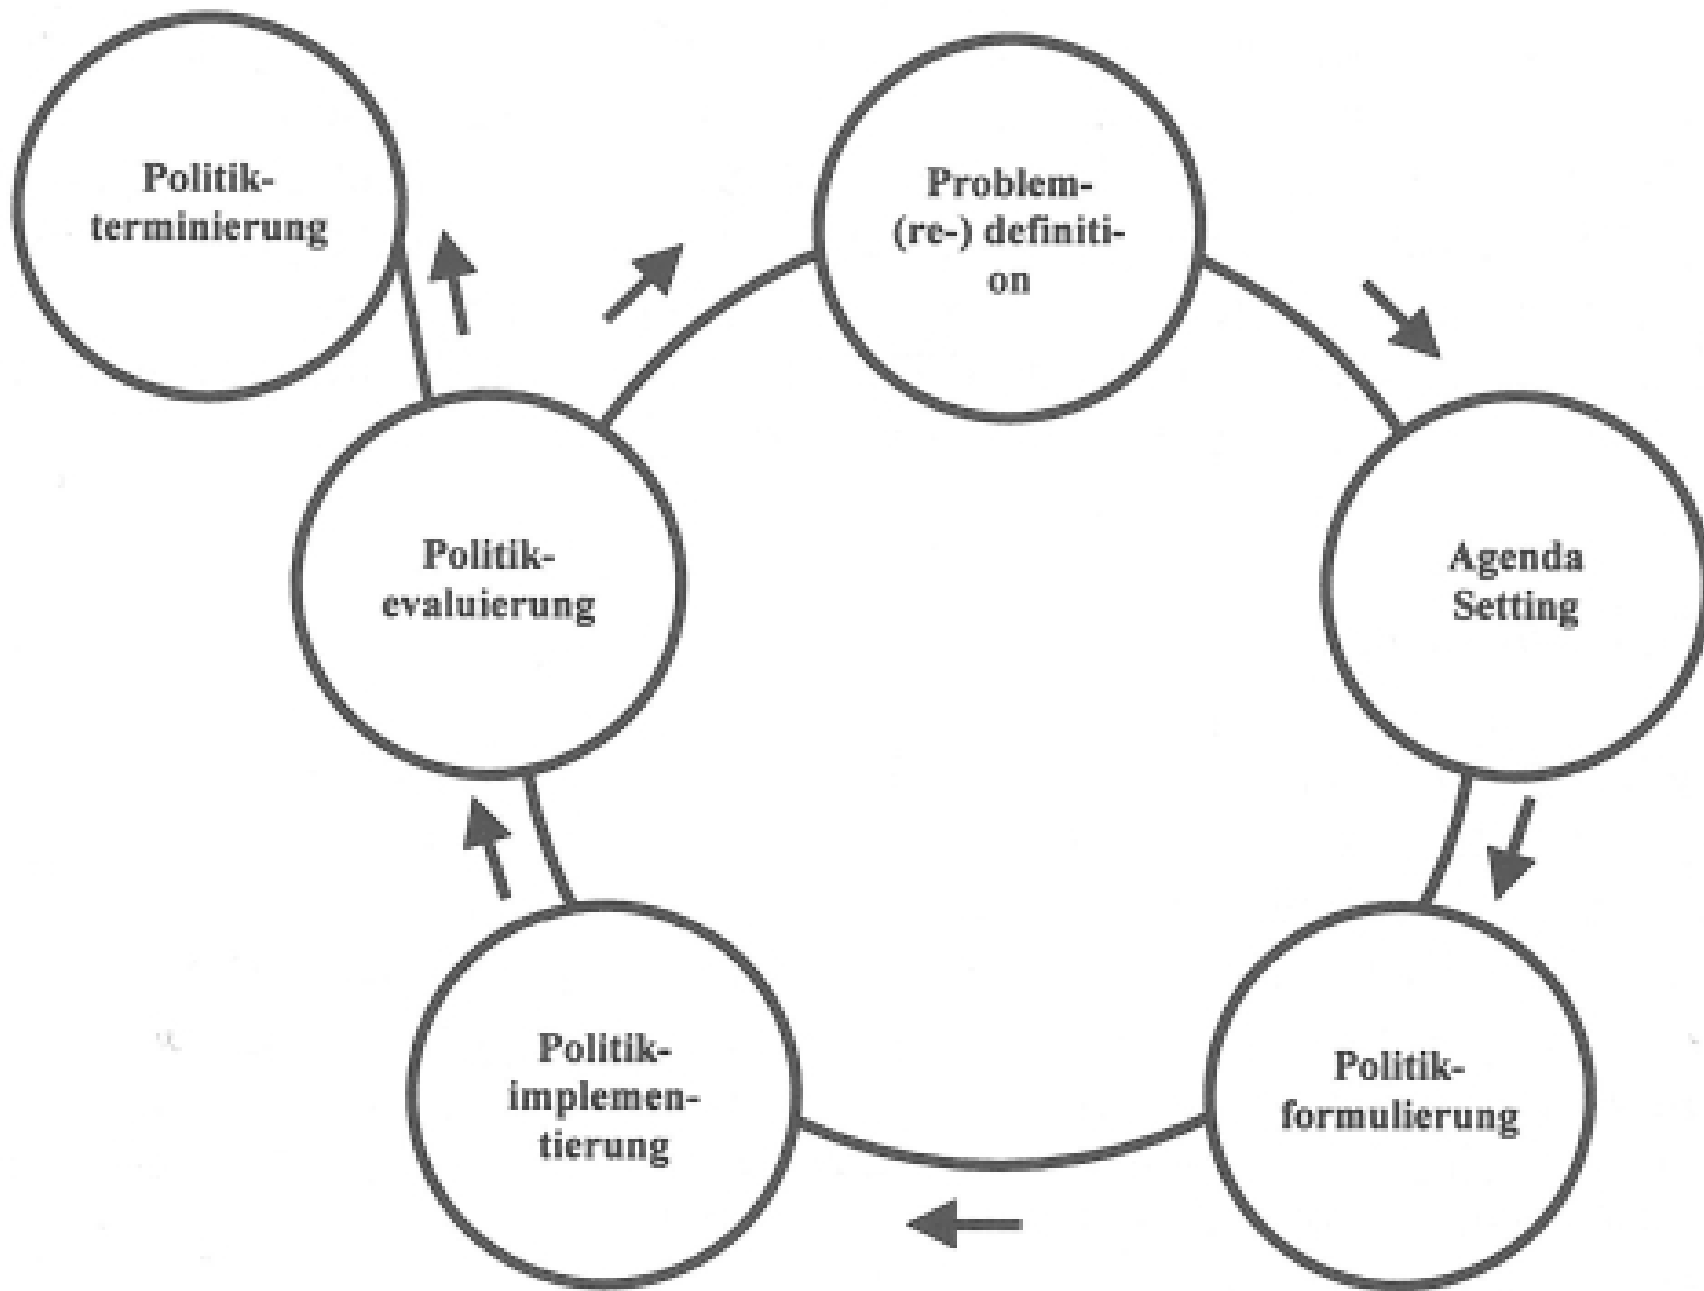 Politik-
terminierung
Problem-
(re-) definiti-
on
Politik-
evaluierung
Agenda
Setting
Politik-
implemen-
tierung
Politik-
formulierung